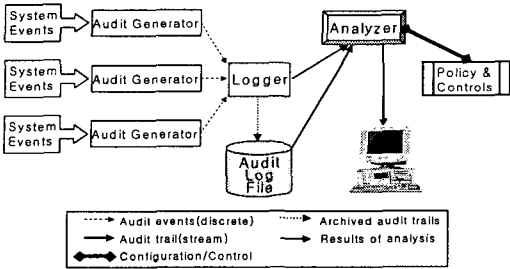 System
Events
Audit Generator
Analyzer
System
Events
Audit Generator
Logger
Policy &
Controls
System
Events
Audit Generator
Audit
Log
File
Audit events(discrete)
Archived audit trails
Audit trail(stream)
Results of analysis
Configuration/Control